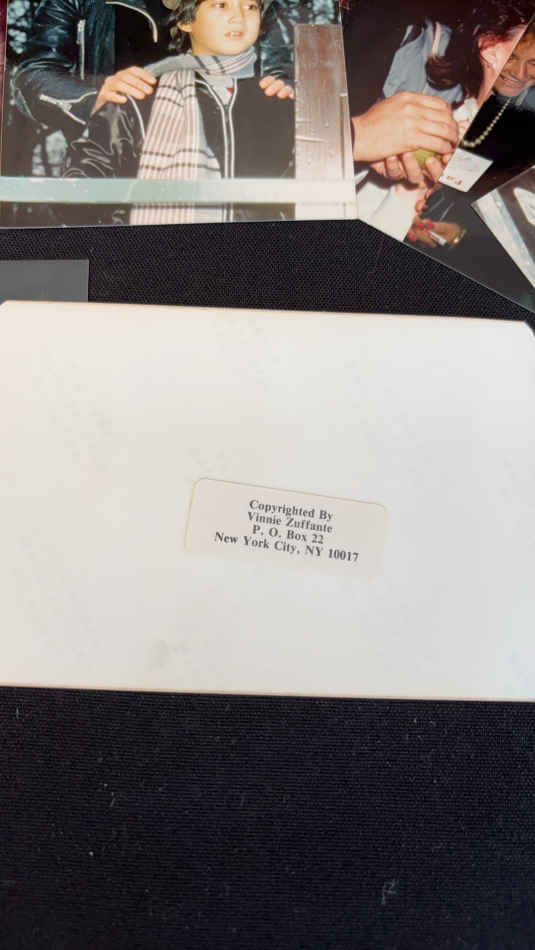 Copyrighted By
Vinnie Zuffante
P. O. Box 22
New York City, NY 10017